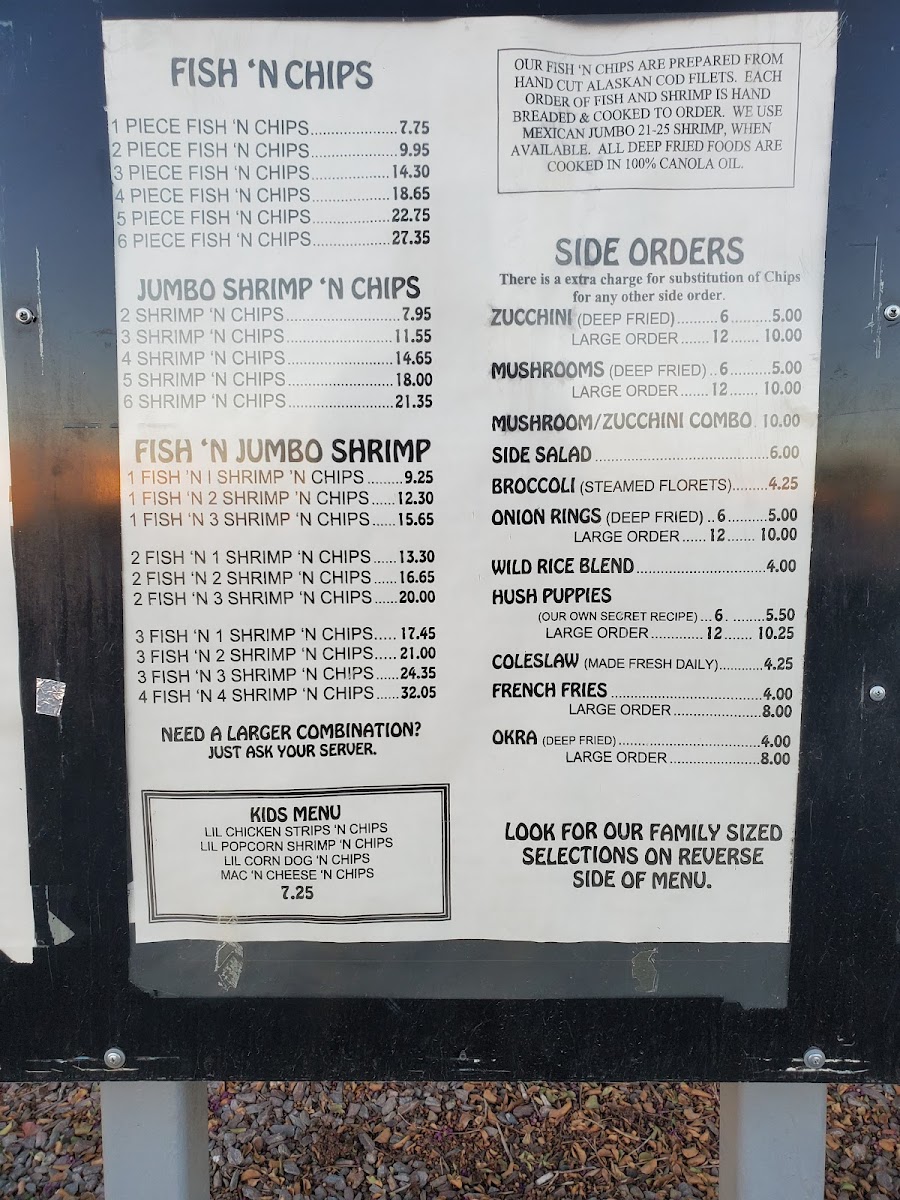 FISH 'N CHIPS
1 PIECE FISH 'N CHIPS....................7.75
2 PIECE FISH 'N CHIPS....................9.95
3 PIECE FISH 'N CHIPS..................14.30
4 PIECE FISH 'N CHIPS..................18.65
5 PIECE FISH 'N CHIPS..................22.75
6 PIECE FISH 'N CHIPS..................27.35
JUMBO SHRIMP 'N CHIPS
2 SHRIMP 'N CHIPS...........................7.95
3 SHRIMP 'N CHIPS.........................11.55
4 SHRIMP 'N CHIPS.........................14.65
5 SHRIMP 'N CHIPS.........................18.00
6 SHRIMP 'N CHIPS.........................21.35
FISH 'N JUMBO SHRIMP
1 FISH 'N I SHRIMP 'N CHIPS.........9.25
1 FISH 'N 2 SHRIMP 'N CHIPS......12.30
1 FISH 'N 3 SHRIMP 'N CHIPS......15.65
2 FISH 'N 1 SHRIMP 'N CHIPS......13.30
2 FISH 'N 2 SHRIMP 'N CHIPS......16.65
2 FISH 'N 3 SHRIMP 'N CHIPS......20.00
3 FISH 'N 1 SHRIMP 'N CHIPS..... 17.45
3 FISH 'N 2 SHRIMP 'N CHIPS.....21.00
3 FISH 'N 3 SHRIMP 'N CHIPS......24.35
4 FISH 'N 4 SHRIMP 'N CHIPS......32.05
NEED A LARGER COMBINATION?
JUST ASK YOUR SERVER.
KIDS MENU
LIL CHICKEN STRIPS 'N CHIPS
LIL POPCORN SHRIMP 'N CHIPS
LIL CORN DOG 'N CHIPS
MAC 'N CHEESE 'N CHIPS
7.25
OUR FISH 'N CHIPS ARE PREPARED FROM
HAND CUT ALASKAN COD FILETS. EACH
ORDER OF FISH AND SHRIMP IS HAND
BREADED & COOKED TO ORDER. WE USE
MEXICAN JUMBO 21-25 SHRIMP, WHEN
AVAILABLE. ALL DEEP FRIED FOODS ARE
COOKED IN 100% CANOLA OIL.
SIDE ORDERS
There is a extra charge for substitution of Chips
for any other side order.
ZUCCHINI (DEEP FRIED).........6.........5.00
LARGE ORDER.......12....... 10.00
MUSHROOMS (DEEP FRIED)..6.........5.00
LARGE ORDER.......12.......10.00
MUSHROOM/ZUCCHINI COMBO. 10.00
SIDE SALAD.......................................6.00
BROCCOLI (STEAMED FLORETS)........4.25
ONION RINGS (DEEP FRIED)..6.........5.00
LARGE ORDER......12....... 10.00
WILD RICE BLEND.............................4.00
HUSH PUPPIES
(OUR OWN SECRET RECIPE)...6. ........5.50
LARGE ORDER............12....... 10.25
COLESLAW (MADE FRESH DAILY)...........4.25
FRENCH FRIES..................................4.00
LARGE ORDER....................8.00
OKRA (DEEP FRIED)................................4.00
LARGE ORDER....................8.00
LOOK FOR OUR FAMILY SIZED
SELECTIONS ON REVERSE
SIDE OF MENU.